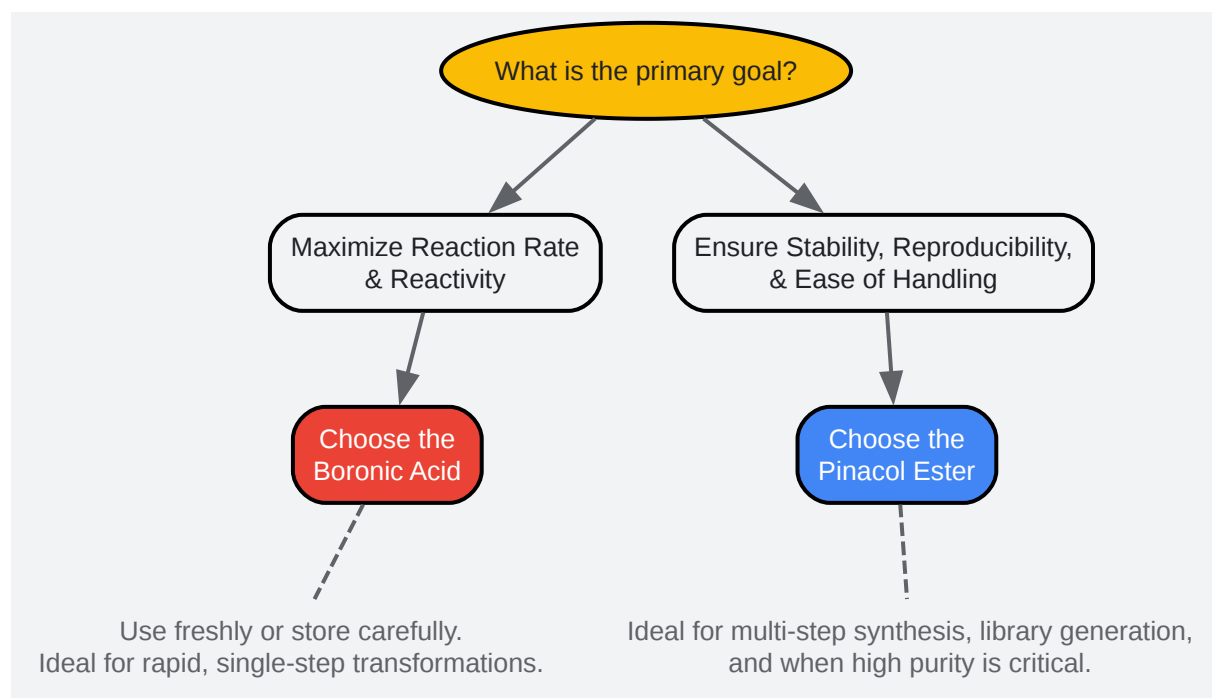 What is the primary goal?
Maximize Reaction Rate
& Reactivity
Ensure Stability, Reproducibility,
& Ease of Handling
Choose the
Boronic Acid
Choose the
Pinacol Ester
Use freshly or store carefully.
Ideal for rapid, single-step transformations.
Ideal for multi-step synthesis, library generation,
and when high purity is critical.